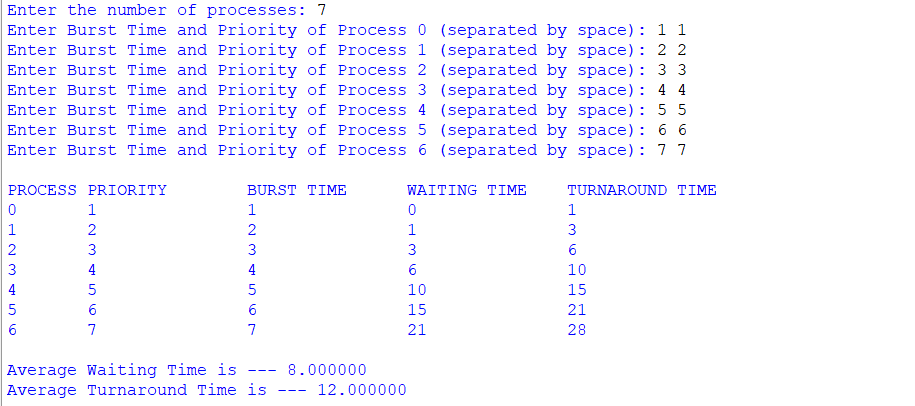 Enter the number of processes: 7
Enter Burst Time and Priority of Process 0 (separated by space): 1 1
Enter Burst Time and Priority of Process 1 (separated by space): 2 2
Enter Burst Time and Priority of Process 2 (separated by space): 3 3
Enter Burst Time and Priority of Process 3 (separated by space): 4 4
Enter Burst Time and Priority of Process 4 (separated by space): 5 5
Enter Burst Time and Priority of Process 5 (separated by space): 6 6
Enter Burst Time and Priority of Process 6 (separated by space): 7 7
PROCESS PRIORITY BURST TIME WAITING TIME TURNAROUND TIME
0 1 1 0 1
1 2 2 1 3
2 3 3 3 6
3 4 4 6 10
4 5 5 10 15
5 6 6 15 21
6 7 7 21 28
Average Waiting Time is --- 8.000000
Average Turnaround Time is --- 12.000000